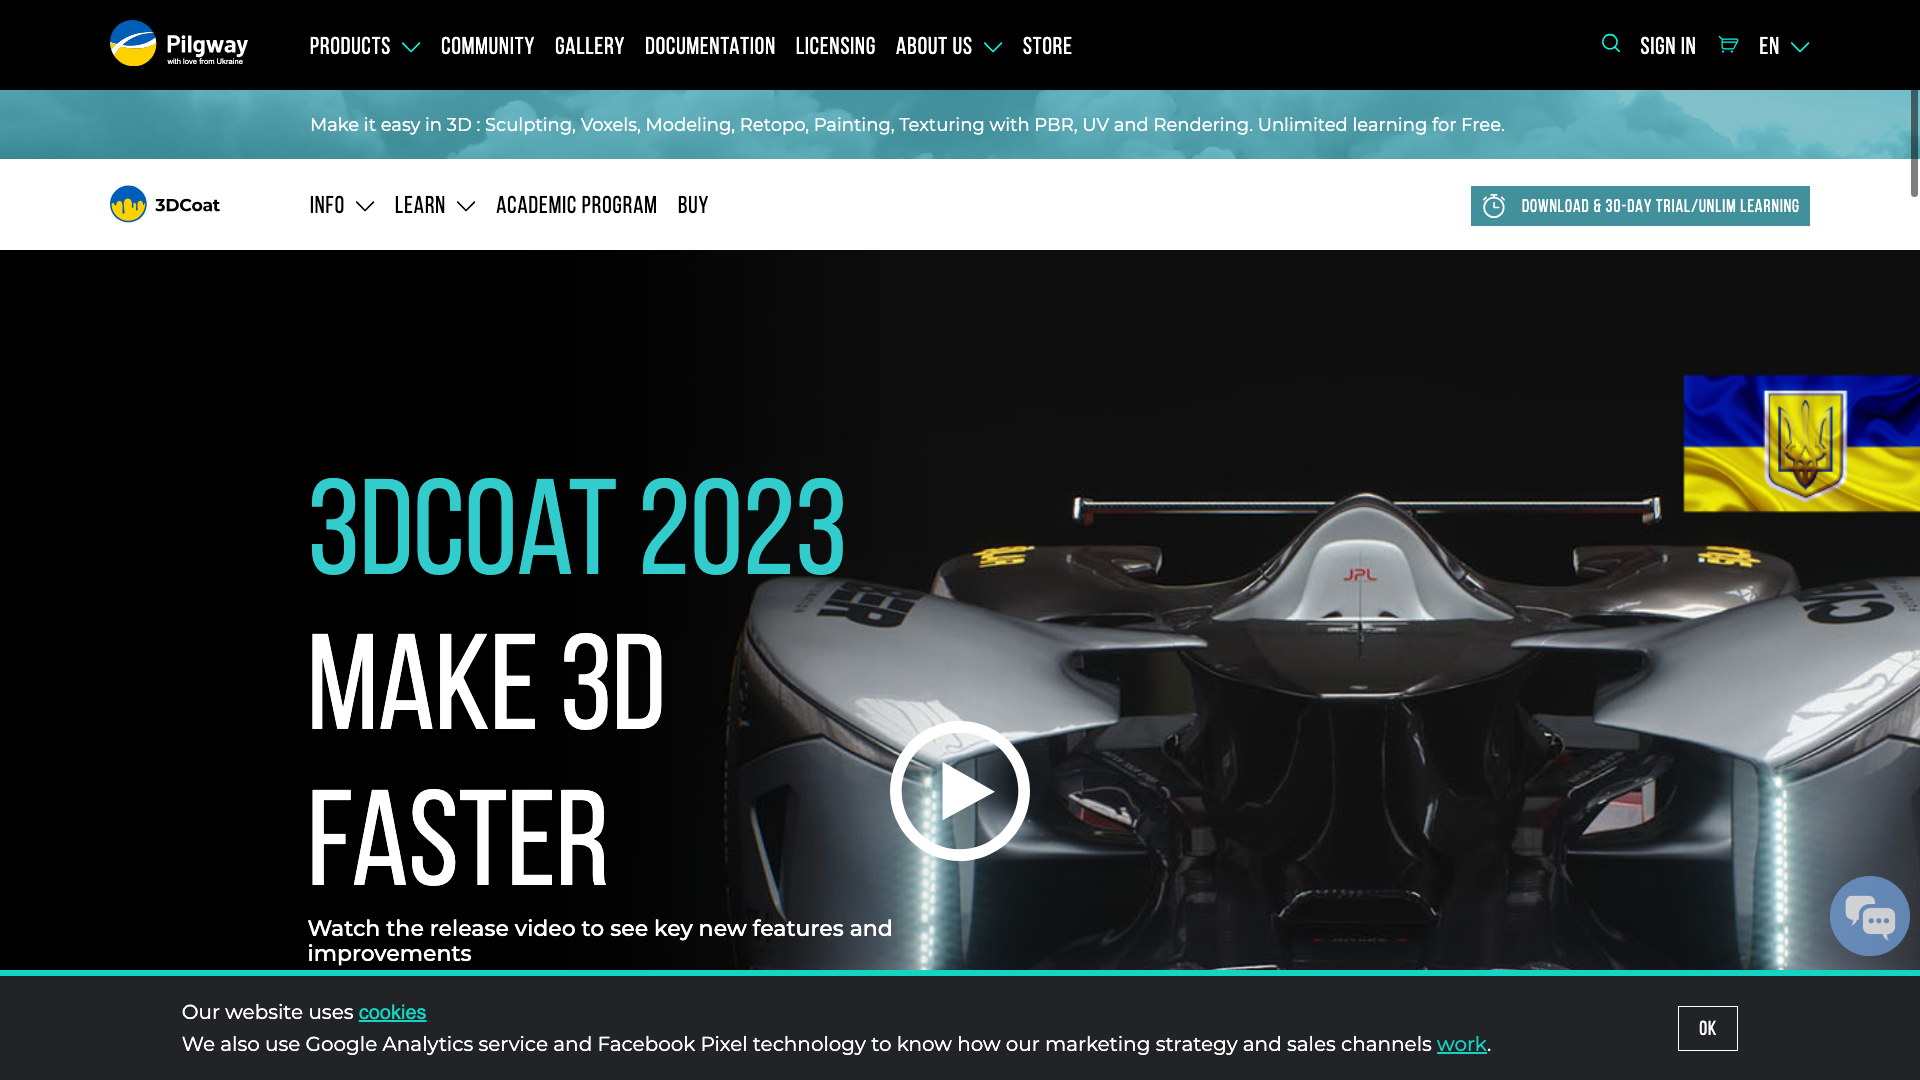 Pilgway
with love from Ukraine
PRODUCTS COMMUNITY GALLERY DOCUMENTATION LICENSING ABOUT US STORE
SIGN IN EN
Make it easy in 3D : Sculpting, Voxels, Modeling, Retopo, Painting, Texturing with PBR, UV and Rendering. Unlimited learning for Free.
3DCoat
INFO LEARN ACADEMIC PROGRAM BUY
DOWNLOAD & 30-DAY TRIAL/UNLIM LEARNING
3DCOAT 2023
JPL
MAKE 3D
FASTER
Watch the release video to see key new features and
improvements
Our website uses cookies
We also use Google Analytics service and Facebook Pixel technology to know how our marketing strategy and sales channels work.
OK